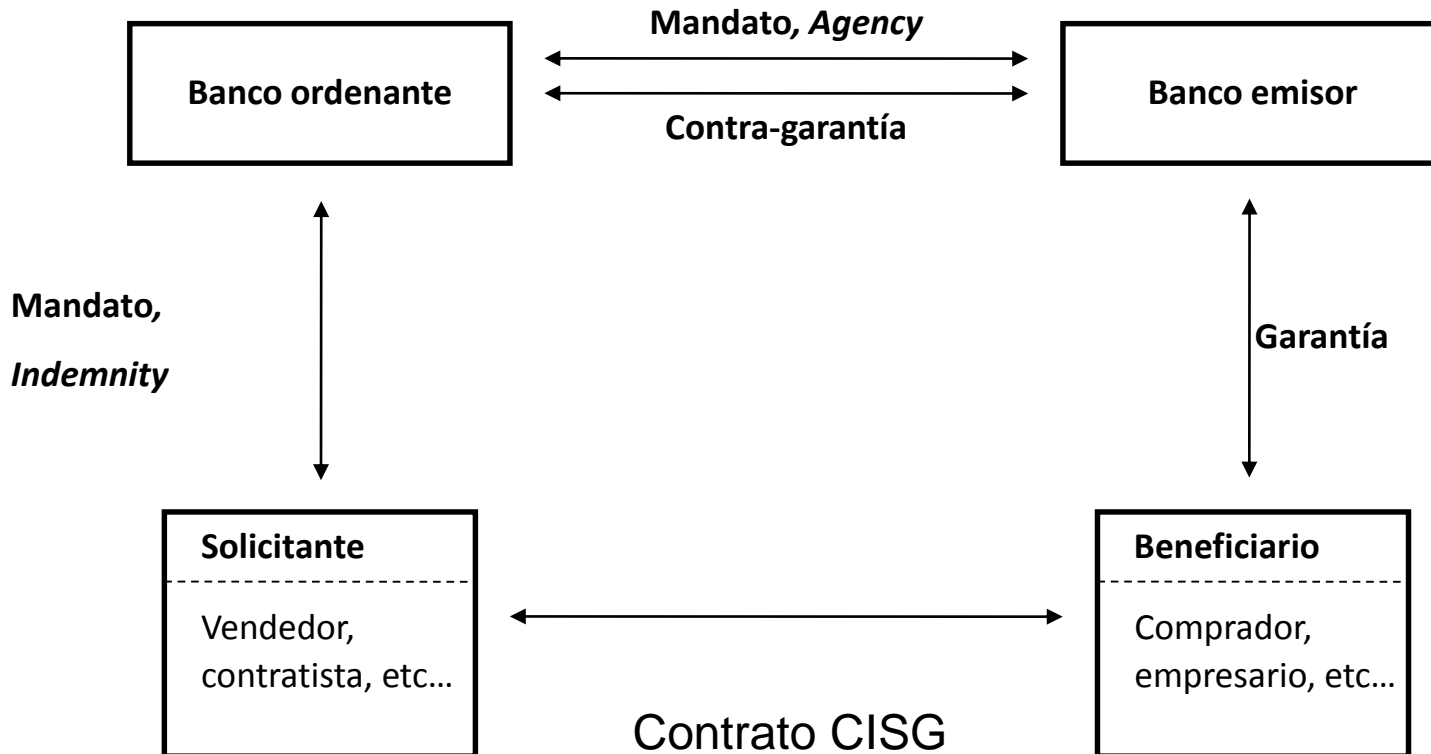 Mandato, Agency
Banco ordenante
Banco emisor
Contra-garantía
Mandato,
Indemnity
Garantía
Solicitante
Vendedor,
contratista, etc…
Beneficiario
Comprador,
empresario, etc…
Contrato CISG